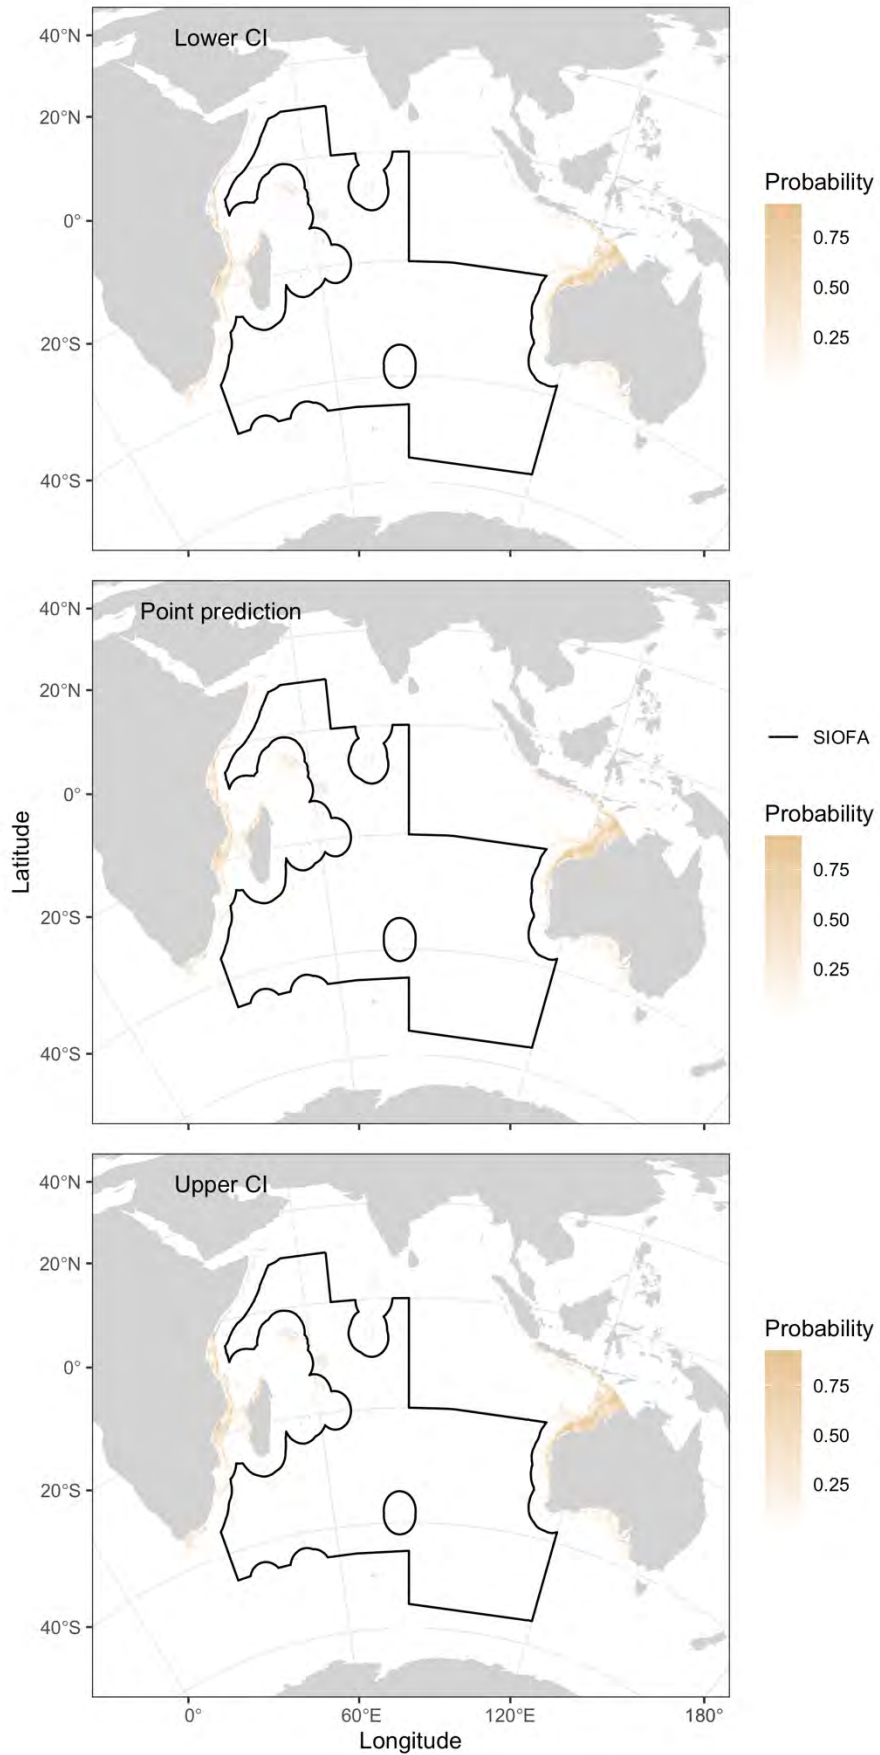 Lower CI
40°N
20°N
0°
20°S
40°S
Probability
0.75
0.50
0.25
Point prediction
40°N
20°N
0°
20°S
40°S
Latitude
SIOFA
Probability
0.75
0.50
0.25
Upper CI
40°N
20°N
0°
20°S
40°S
Probability
0.75
0.50
0.25
0° 60°E 120°E 180°
Longitude